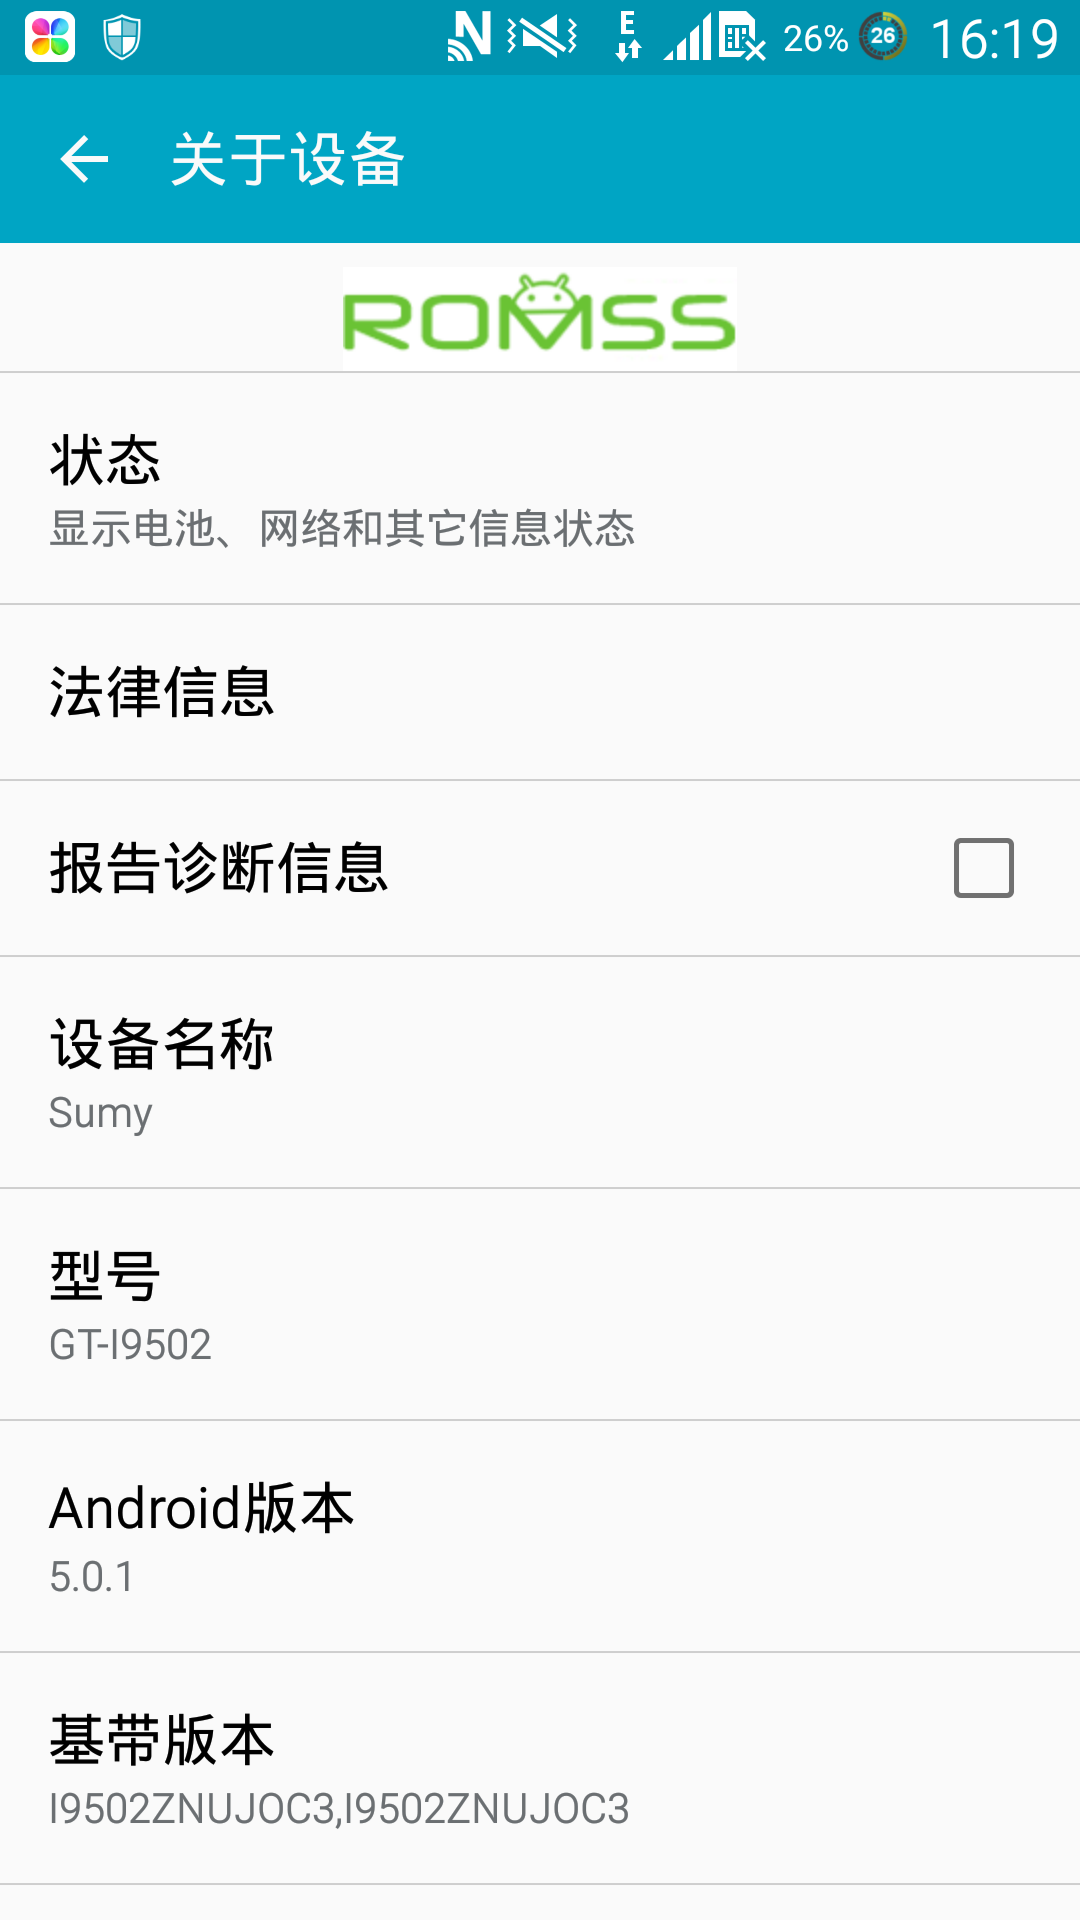 N E 26% 26 16:19
关于设备
ROMSS
状态
显示电池、网络和其它信息状态
法律信息
报告诊断信息
设备名称
Sumy
型号
GT-I9502
Android版本
5.0.1
基带版本
I9502ZNUJOC3,I9502ZNUJOC3